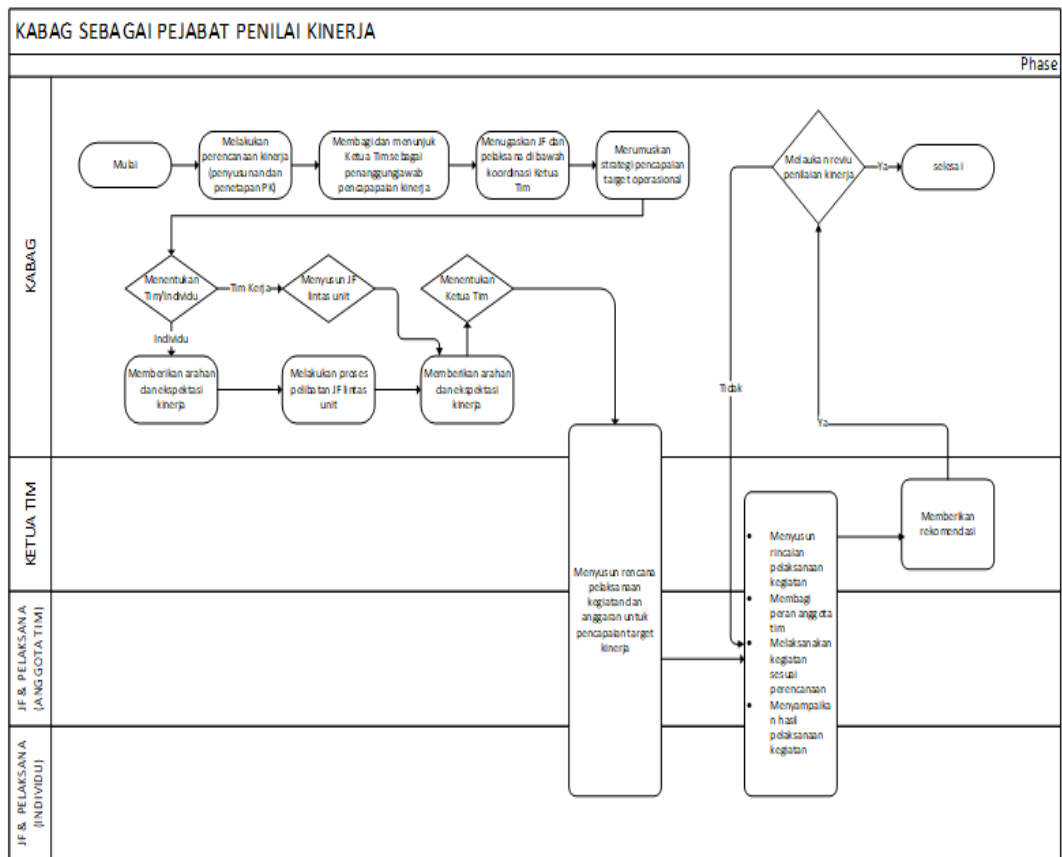 KABAG SEBAGAI PEJABAT PENILAI KINERJA
Phase
KABAG
Mulai
Melakukan
perencanaan kinerja
(penyusunan dan
penetapan PK)
Membagi dan menunjuk
Ketua Tim sebagai
penanggungjawab
pencapapaian kinerja
Menugaskan JF dan
pelaksana di bawah
koordinasi Ketua
Tim
Merumuskan
strategi pencapaian
target operasional
Melaukan reviu
penilaian kinerja
Ya
selesai
Menentukan
Tim/Individu
Tim Kerja
Menyusun JF
lintas unit
Menentukan
Ketua Tim
Individu
Memberikan arahan
dan ekspektasi
kinerja
Melakukan proses
pelibatan JF lintas
unit
Memberikan arahan
dan ekspektasi
kinerja
Tidak
Ya
KETUA TIM
Memberikan
rekomendasi
JF & PELAKSANA
(ANGGOTA TIM)
Menyusun rencana
pelaksanaan
kegiatan dan
anggaran untuk
pencapaian target
kinerja
• Menyusun
rincaian
pelaksanaan
kegiatan
• Membagi
peran anggota
tim
• Melaksanakan
kegiatan
sesuai
perencanaan
• Menyampaika
n hasil
pelaksanaan
kegiatan
JF & PELAKSANA
(INDIVIDU)